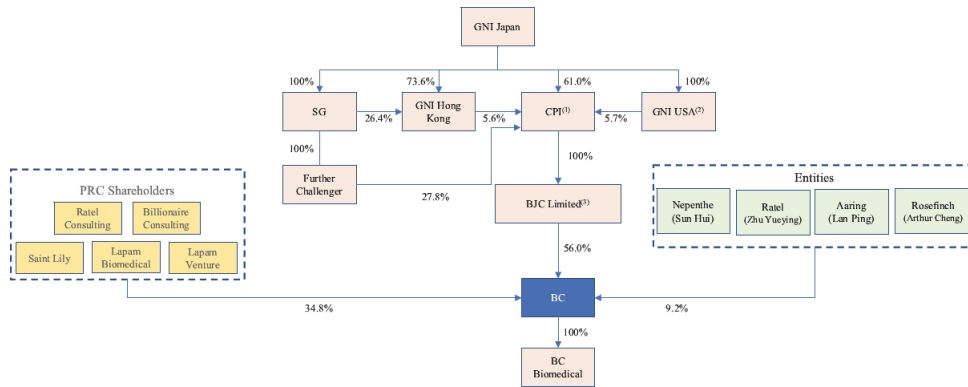 GNI Japan
100%
73.6%
61.0%
100%
SG
26.4%
GNI Hong
Kong
5.6%
CPI(1)
5.7%
GNI USA(2)
100%
100%
Further
Challenger
27.8%
BJC Limited(3)
PRC Shareholders
Ratel
Consulting
Billionaire
Consulting
Saint Lily
Lapam
Biomedical
Lapam
Venture
Entities
Nepenthe
(Sun Hui)
Ratel
(Zhu Yueying)
Aaring
(Lan Ping)
Rosefinch
(Arthur Cheng)
56.0%
34.8%
BC
9.2%
100%
BC
Biomedical